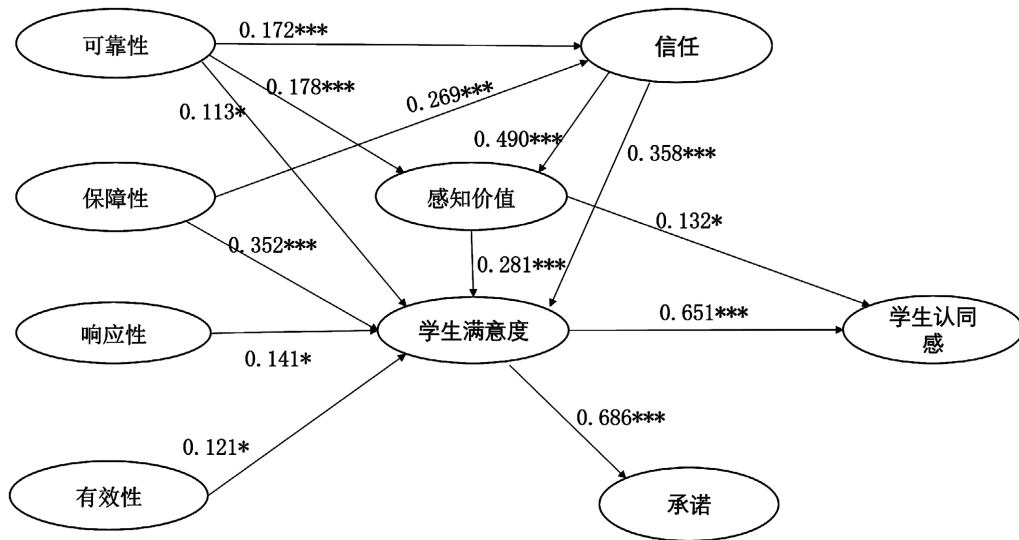 可靠性
0.172***
信任
0.178***
0.269***
0.113*
0.490***
0.358***
保障性
感知价值
0.132*
0.352***
0.281***
响应性
学生满意度
0.651***
学生认同
感
0.141*
0.686***
0.121*
有效性
承诺